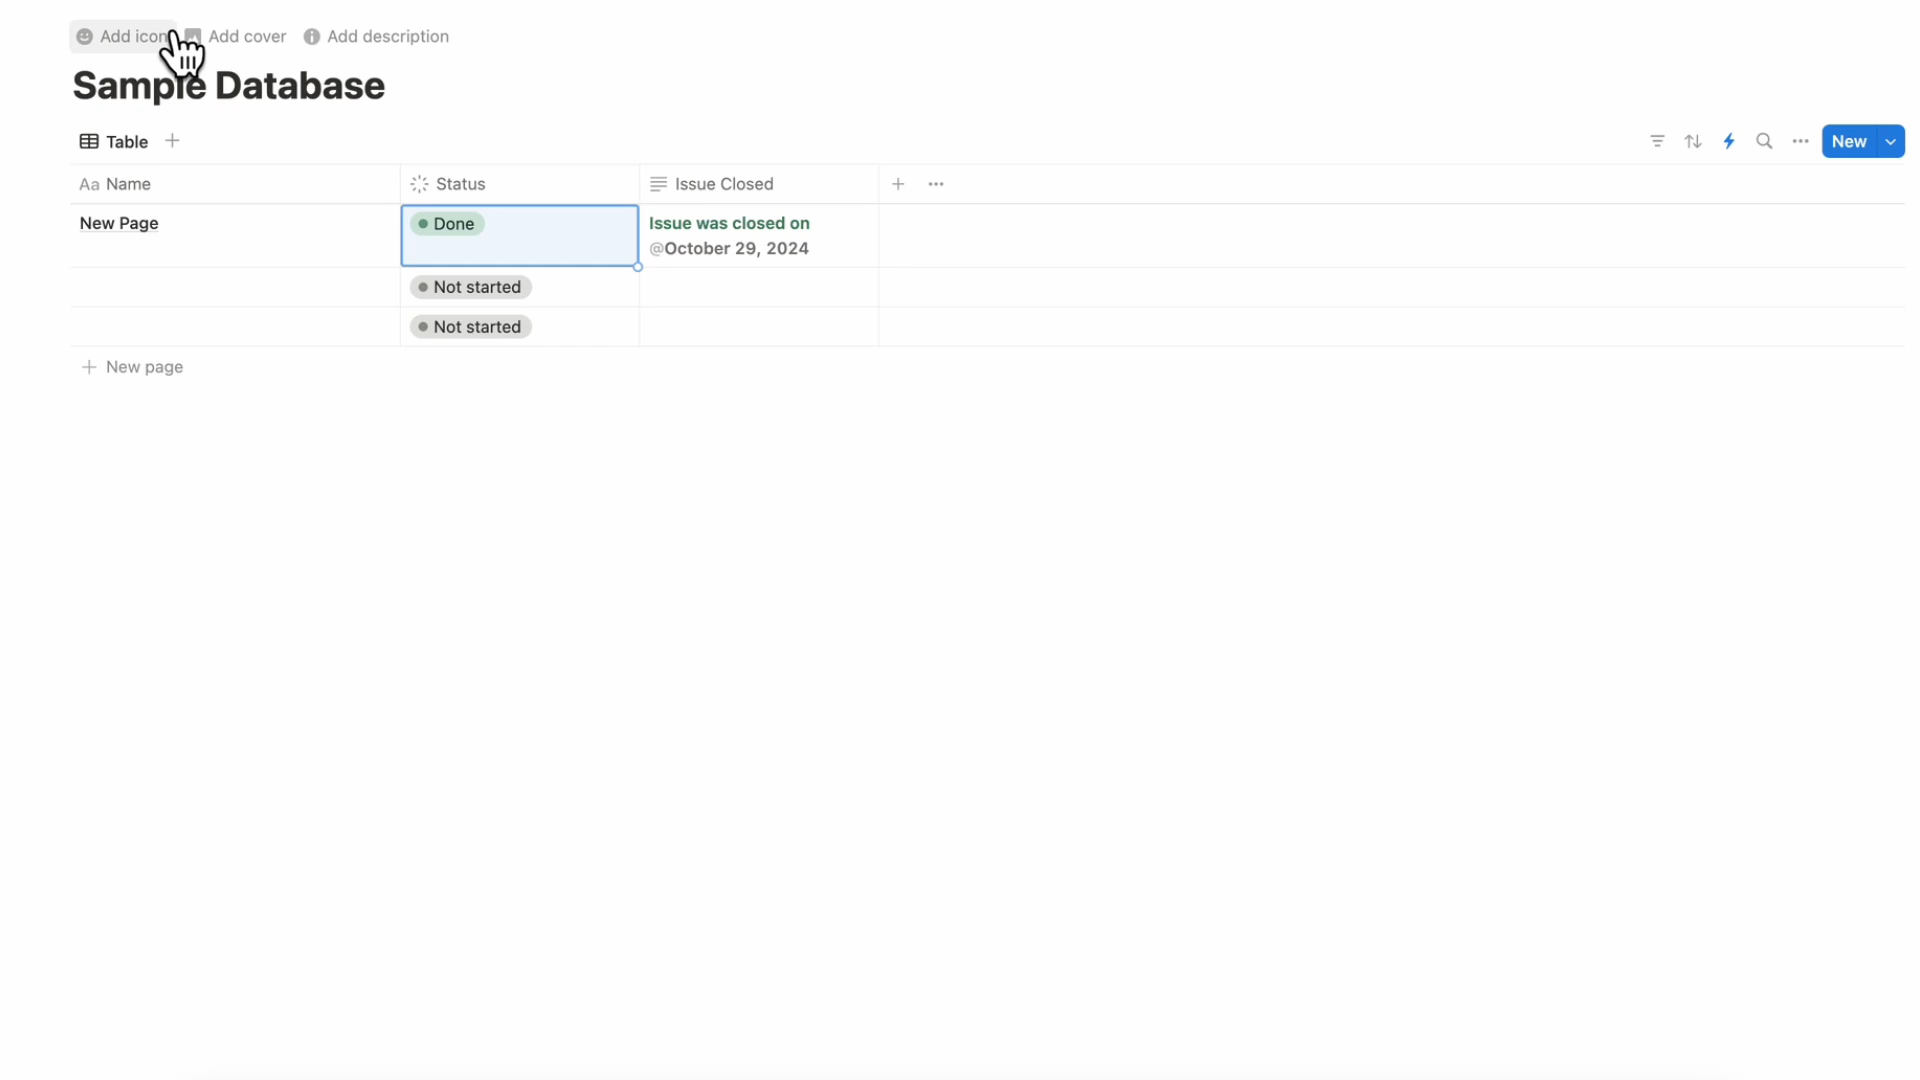 Add icon Add cover Add description
Sample Database
Table New
Aa Name Status Issue Closed
New Page Done Issue was closed on
@October 29, 2024
Not started
Not started
New page